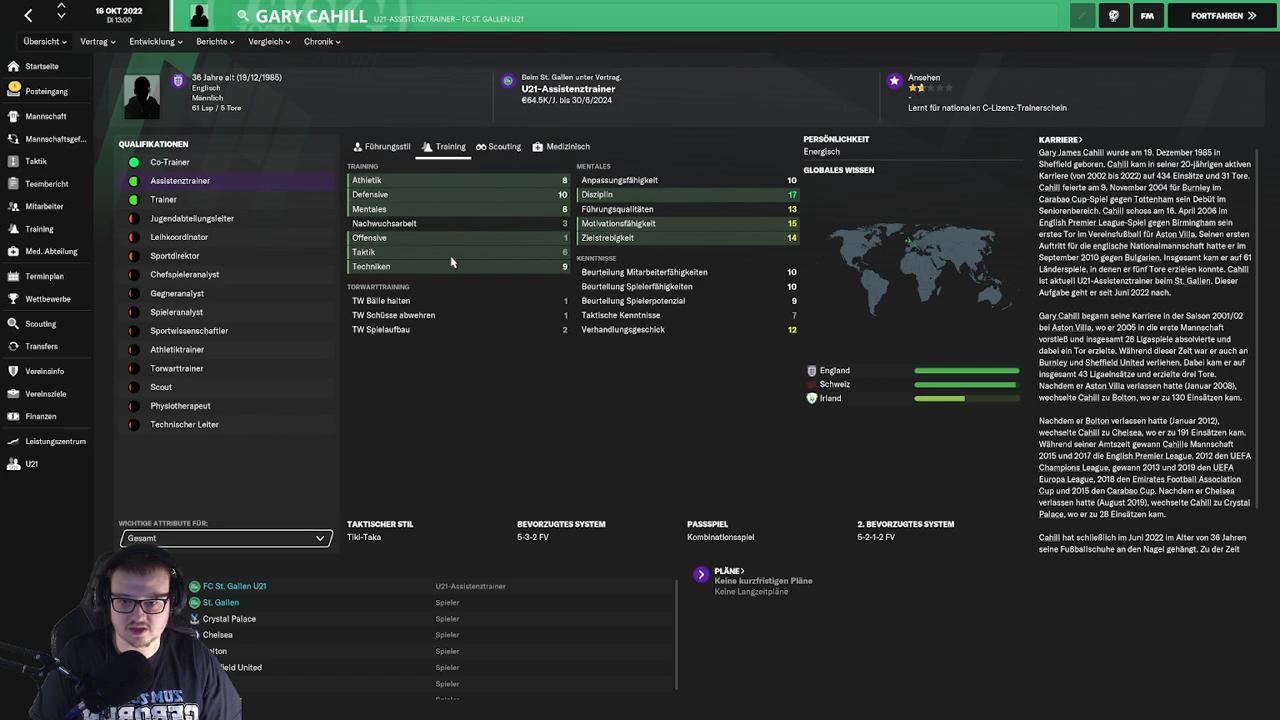 18 OKT 2022
DI 13:00
GARY CAHILL
U21-ASSISTENZTRAINER – FC ST. GALLEN U21
FM
FORTFAHREN
Übersicht
Vertrag
Entwicklung
Berichte
Vergleich
Chronik
Startseite
Posteingang
Mannschaft
Mannschaftsgef...
Taktik
Teambericht
Mitarbeiter
Training
Med. Abteilung
Terminplan
Wettbewerbe
Scouting
Transfers
Vereinsinfo
Vereinsziele
Finanzen
Leistungszentrum
U21
36 Jahre alt (19/12/1985)
Englisch
Männlich
61 Lsp / 5 Tore
Beim St. Gallen unter Vertrag.
U21-Assistenztrainer
€64.5K/J. bis 30/6/2024
Ansehen
-
Lernt für nationalen C-Lizenz-Trainerschein
QUALIFIKATIONEN
Co-Trainer
Assistenztrainer
Trainer
Jugendabteilungsleiter
Leihkoordinator
Sportdirektor
Chefspieleranalyst
Gegneranalyst
Spieleranalyst
Sportwissenschaftler
Athletiktrainer
Torwarttrainer
Scout
Physiotherapeut
Technischer Leiter
WICHTIGE ATTRIBUTE FÜR:
Gesamt
Führungsstil
Training
Scouting
Medizinisch
TRAINING
Athletik 8
Defensive 10
Mentales 8
Nachwuchsarbeit 3
Offensive 1
Taktik 6
Techniken 9
TORWARTTRAINING
TW Bälle halten 1
TW Schüsse abwehren 1
TW Spielaufbau 2
MENTALES
Anpassungsfähigkeit 10
Disziplin 17
Führungsqualitäten 13
Motivationsfähigkeit 15
Zielstrebigkeit 14
KENNTNISSE
Beurteilung Mitarbeiterfähigkeiten 10
Beurteilung Spielerfähigkeiten 10
Beurteilung Spielerpotenzial 9
Taktische Kenntnisse 7
Verhandlungsgeschick 12
PERSÖNLICHKEIT
Energisch
GLOBALES WISSEN
England
Schweiz
Irland
KARRIERE
Gary James Cahill wurde am 19. Dezember 1985 in
Sheffield geboren. Cahill kam in seiner 20-jährigen aktiven
Karriere (von 2002 bis 2022) auf 434 Einsätze und 31 Tore.
Cahill feierte am 9. November 2004 für Burnley im
Carabao Cup-Spiel gegen Tottenham sein Debüt im
Seniorenbereich. Cahill schoss am 16. April 2006 im
English Premier League-Spiel gegen Birmingham sein
erstes Tor im Vereinsfußball für Aston Villa. Seinen ersten
Auftritt für die englische Nationalmannschaft hatte er im
September 2010 gegen Bulgarien. Insgesamt kam er auf 61
Länderspiele, in denen er fünf Tore erzielen konnte. Cahill
ist aktuell U21-Assistenztrainer beim St. Gallen. Dieser
Aufgabe geht er seit Juni 2022 nach.
Gary Cahill begann seine Karriere in der Saison 2001/02
bei Aston Villa, wo er 2005 in die erste Mannschaft
vorstieß und insgesamt 28 Ligaspiele absolvierte und
dabei ein Tor erzielte. Während dieser Zeit war er auch an
Burnley und Sheffield United verliehen. Dabei kam er auf
insgesamt 43 Ligaeinsätze und erzielte drei Tore.
Nachdem er Aston Villa verlassen hatte (Januar 2008),
wechselte Cahill zu Bolton, wo er zu 130 Einsätzen kam.
Nachdem er Bolton verlassen hatte (Januar 2012),
wechselte Cahill zu Chelsea, wo er zu 191 Einsätzen kam.
Während seiner Amtszeit gewann Cahills Mannschaft
2015 und 2017 die English Premier League, 2012 den UEFA
Champions League, gewann 2013 und 2019 den UEFA
Europa League, 2018 den Emirates Football Association
Cup und 2015 den Carabao Cup. Nachdem er Chelsea
verlassen hatte (August 2019), wechselte Cahill zu Crystal
Palace, wo er zu 28 Einsätzen kam.
Cahill hat schließlich im Juni 2022 im Alter von 36 Jahren
seine Fußballschuhe an den Nagel gehängt. Zu der Zeit
TAKTISCHER STIL
Tiki-Taka
BEVORZUGTES SYSTEM
5-3-2 FV
PASSSPIEL
Kombinationsspiel
2. BEVORZUGTES SYSTEM
5-2-1-2 FV
FC St. Gallen U21 U21-Assistenztrainer
St. Gallen Spieler
Crystal Palace Spieler
Chelsea Spieler
olton Spieler
field United Spieler
Spieler
PLÄNE
Keine kurzfristigen Pläne
Keine Langzeitpläne
ZUM
GEBOREN